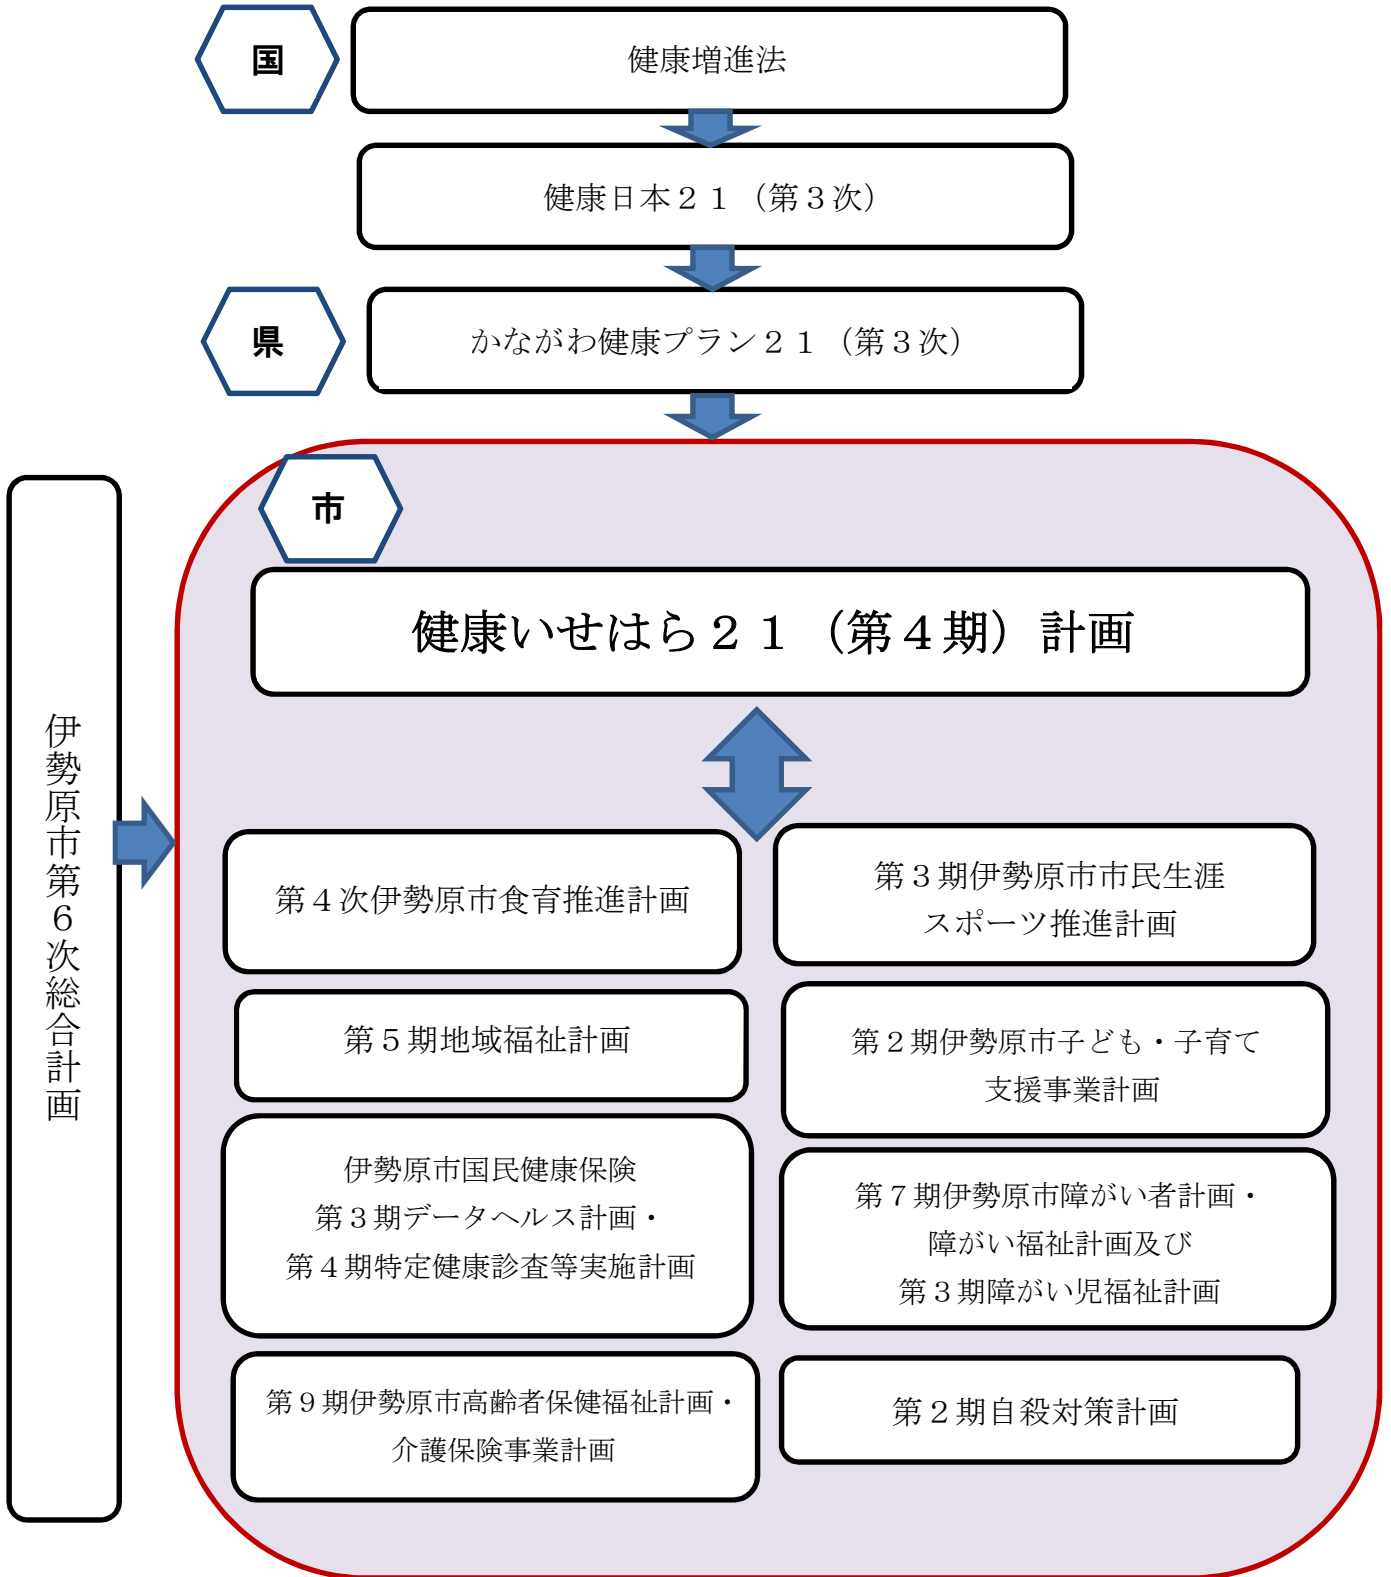 国
健康増進法
健康日本２１（第３次）
県
かながわ健康プラン２１（第３次）
市
健康いせはら２１（第４期）計画
伊勢原市第６次総合計画
第４次伊勢原市食育推進計画
第３期伊勢原市市民生涯
スポーツ推進計画
第５期地域福祉計画
第２期伊勢原市子ども・子育て
支援事業計画
伊勢原市国民健康保険
第３期データヘルス計画・
第４期特定健康診査等実施計画
第７期伊勢原市障がい者計画・
障がい福祉計画及び
第３期障がい児福祉計画
第９期伊勢原市高齢者保健福祉計画・
介護保険事業計画
第２期自殺対策計画